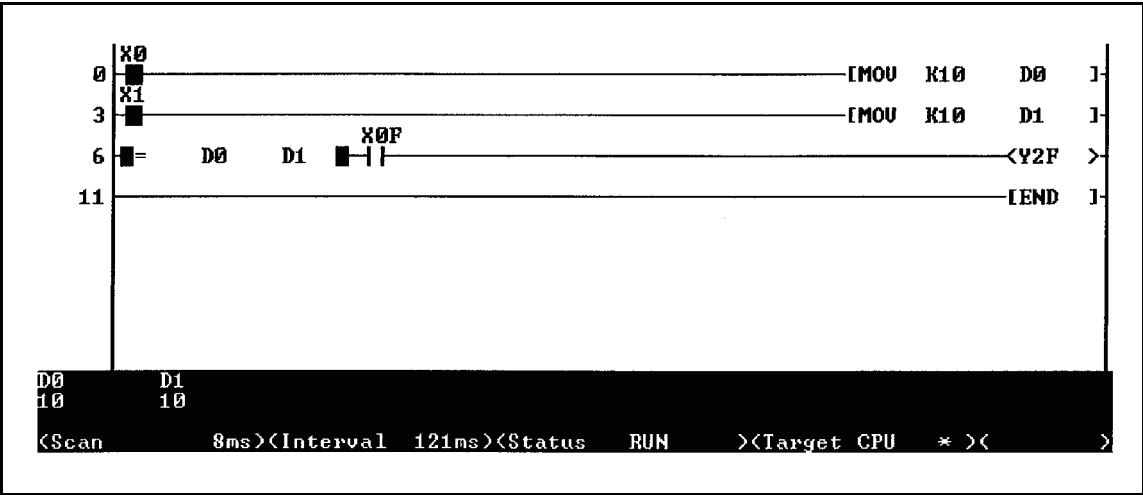 X0
0 [MOV K10 D0 ]
X1
3 [MOV K10 D1 ]
X0F
6 = D0 D1 <Y2F >
11 [END ]
D0 D1
10 10
<Scan 8ms><Interval 121ms><Status RUN ><Target CPU * >< >